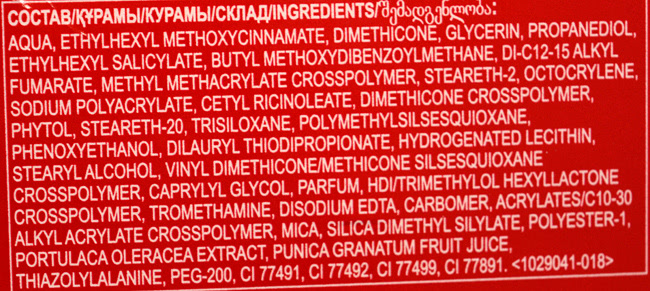 СОСТАВ/ҚҰРАМЫ/КУРАМЫ/СКЛАД/INGREDIENTS/შემადგენლობა:
AQUA, ETHYLHEXYL METHOXYCINNAMATE, DIMETHICONE, GLYCERIN, PROPANEDIOL,
ETHYLHEXYL SALICYLATE, BUTYL METHOXYDIBENZOYLMETHANE, DI-C12-15 ALKYL
FUMARATE, METHYL METHACRYLATE CROSSPOLYMER, STEARETH-2, OCTOCRYLENE,
SODIUM POLYACRYLATE, CETYL RICINOLEATE, DIMETHICONE CROSSPOLYMER,
PHYTOL, STEARETH-20, TRISILOXANE, POLYMETHYLSILSESQUIOXANE,
PHENOXYETHANOL, DILAURYL THIODIPROPIONATE, HYDROGENATED LECITHIN,
STEARYL ALCOHOL, VINYL DIMETHICONE/METHICONE SILSESQUIOXANE
CROSSPOLYMER, CAPRYLYL GLYCOL, PARFUM, HDI/TRIMETHYLOL HEXYLLACTONE
CROSSPOLYMER, TROMETHAMINE, DISODIUM EDTA, CARBOMER, ACRYLATES/C10-30
ALKYL ACRYLATE CROSSPOLYMER, MICA, SILICA DIMETHYL SILYLATE, POLYESTER-1,
PORTULACA OLERACEA EXTRACT, PUNICA GRANATUM FRUIT JUICE,
THIAZOLYLALANINE, PEG-200, CI 77491, CI 77492, CI 77499, CI 77891. <1029041-018>